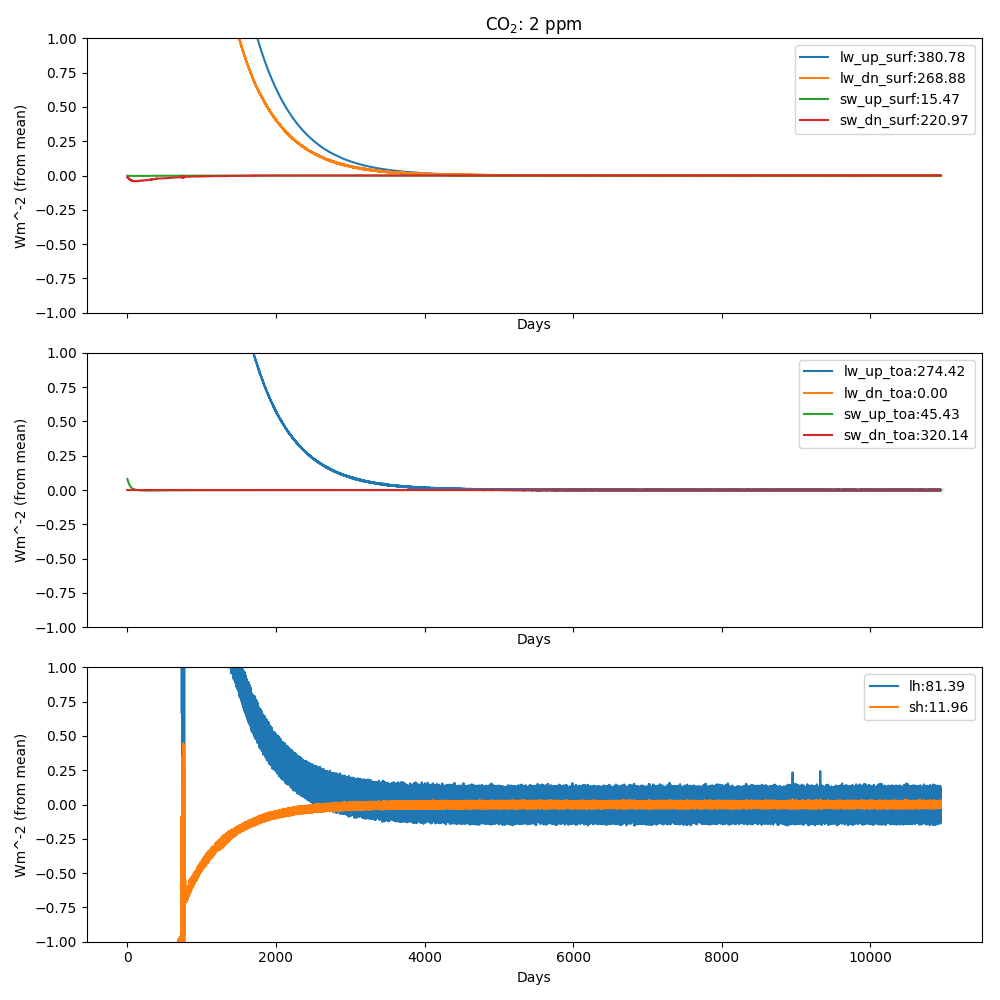 CO$_2$: 2 ppm
1.00
0.75
0.50
0.25
0.00
−0.25
−0.50
−0.75
−1.00
Wm^-2 (from mean)
lw_up_surf:380.78
lw_dn_surf:268.88
sw_up_surf:15.47
sw_dn_surf:220.97
Days
1.00
0.75
0.50
0.25
0.00
−0.25
−0.50
−0.75
−1.00
Wm^-2 (from mean)
lw_up_toa:274.42
lw_dn_toa:0.00
sw_up_toa:45.43
sw_dn_toa:320.14
Days
1.00
0.75
0.50
0.25
0.00
−0.25
−0.50
−0.75
−1.00
Wm^-2 (from mean)
lh:81.39
sh:11.96
0 2000 4000 6000 8000 10000
Days